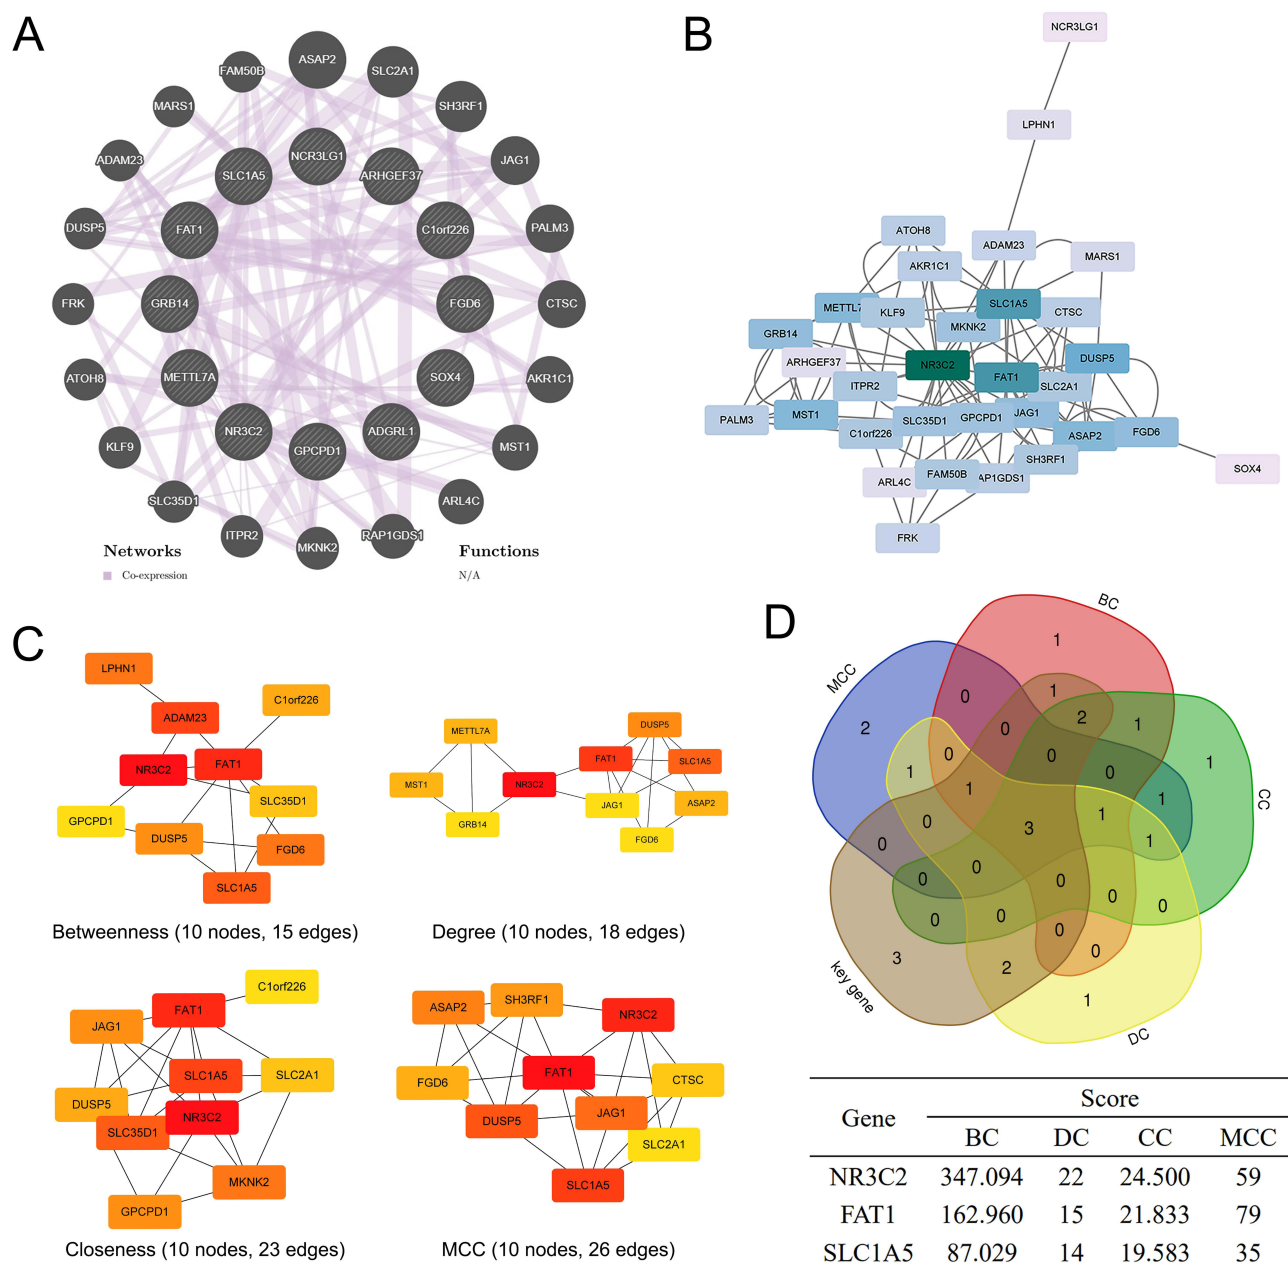 A
ASAP2
FAM50B
SLC2A1
MARS1
SH3RF1
NCR3LG1
ADAM23
SLC1A5
ARHGEF37
JAG1
DUSP5
FAT1
C1orf226
PALM3
FRK
GRB14
FGD6
CTSC
ATOH8
METTL7A
SOX4
AKR1C1
NR3C2
ADGRL1
KLF9
GPCPD1
MST1
SLC35D1
ARL4C
ITPR2
MKNK2
RAP1GDS1
Networks
Functions
Co-expression
N/A
B
NCR3LG1
LPHN1
ATOH8
ADAM23
MARS1
AKR1C1
SLC1A5
METTL7
KLF9
CTSC
MKNK2
GRB14
ARHGEF37
NR3C2
DUSP5
FAT1
ITPR2
SLC2A1
PALM3
MST1
SLC35D1
GPCPD1
JAG1
C1orf226
ASAP2
FGD6
SH3RF1
SOX4
ARL4C
FAM50B
AP1GDS1
FRK
C
LPHN1
ADAM23
C1orf226
NR3C2
FAT1
SLC35D1
GPCPD1
DUSP5
FGD6
SLC1A5
Betweenness (10 nodes, 15 edges)
METTL7A
DUSP5
FAT1
SLC1A5
MST1
NR3C2
JAG1
ASAP2
GRB14
FGD6
Degree (10 nodes, 18 edges)
C1orf226
FAT1
JAG1
SLC1A5
SLC2A1
DUSP5
NR3C2
SLC35D1
MKNK2
GPCPD1
Closeness (10 nodes, 23 edges)
ASAP2
SH3RF1
NR3C2
FAT1
FGD6
CTSC
DUSP5
JAG1
SLC2A1
SLC1A5
MCC (10 nodes, 26 edges)
D
BC
MCC
CC
key gene
DC
1
2
0
1
0
2
1
1
0
0
0
1
1
1
1
0
3
1
1
0
0
0
0
0
0
0
0
0
0
0
3
2
1
Gene Score
BC DC CC MCC
NR3C2 347.094 22 24.500 59
FAT1 162.960 15 21.833 79
SLC1A5 87.029 14 19.583 35